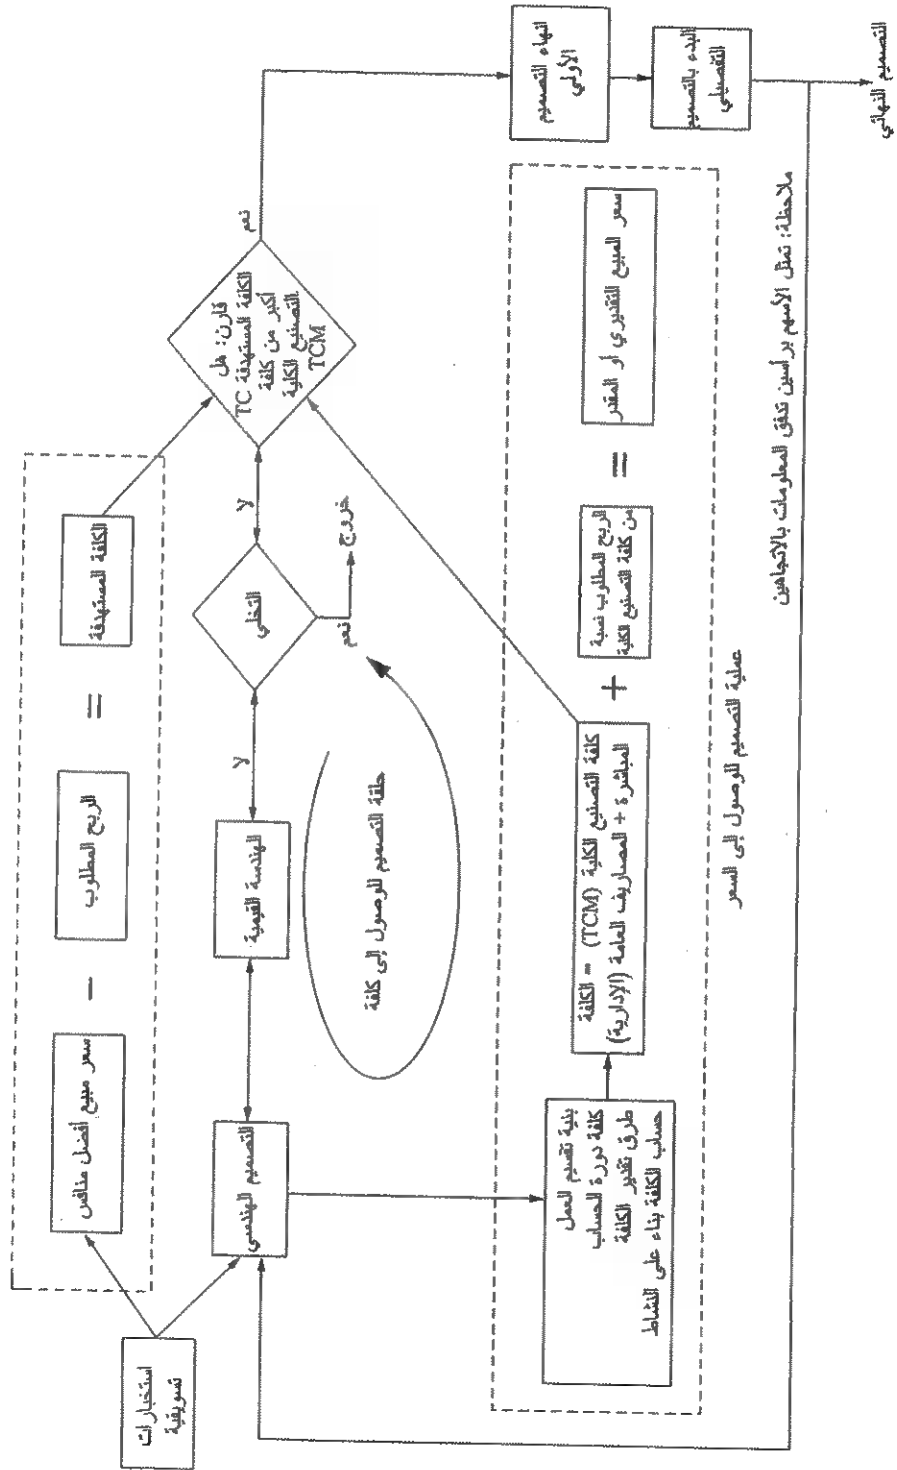 استخبارات
تسويقية
سعر مبيع أفضل منافس
−
الربح المطلوب
=
الكلفة المستهدفة
التصميم الهندسي
الهندسة القيمية
لا
التخلي
نعم
خروج
لا
قارن: هل
الكلفة المستهدفة TC
أكبر من كلفة
التصنيع الكلية
TCM
نعم
حلقة التصميم للوصول إلى كلفة
انهاء التصميم
الأولي
البدء بالتصميم
التفصيلي
التصميم النهائي
بنية تقسيم العمل
كلفة دورة الحساب
طرق تقدير الكلفة
حساب الكلفة بناء على النشاط
كلفة التصنيع الكلية (TCM) = الكلفة
المباشرة + المصاريف العامة (الإدارية)
+
الربح المطلوب نسبة
من كلفة التصنيع الكلية
=
سعر المبيع التقديري أو المقدر
عملية التصميم للوصول إلى السعر
ملاحظة: تمثل الأسهم برأسين تدفق المعلومات بالاتجاهين